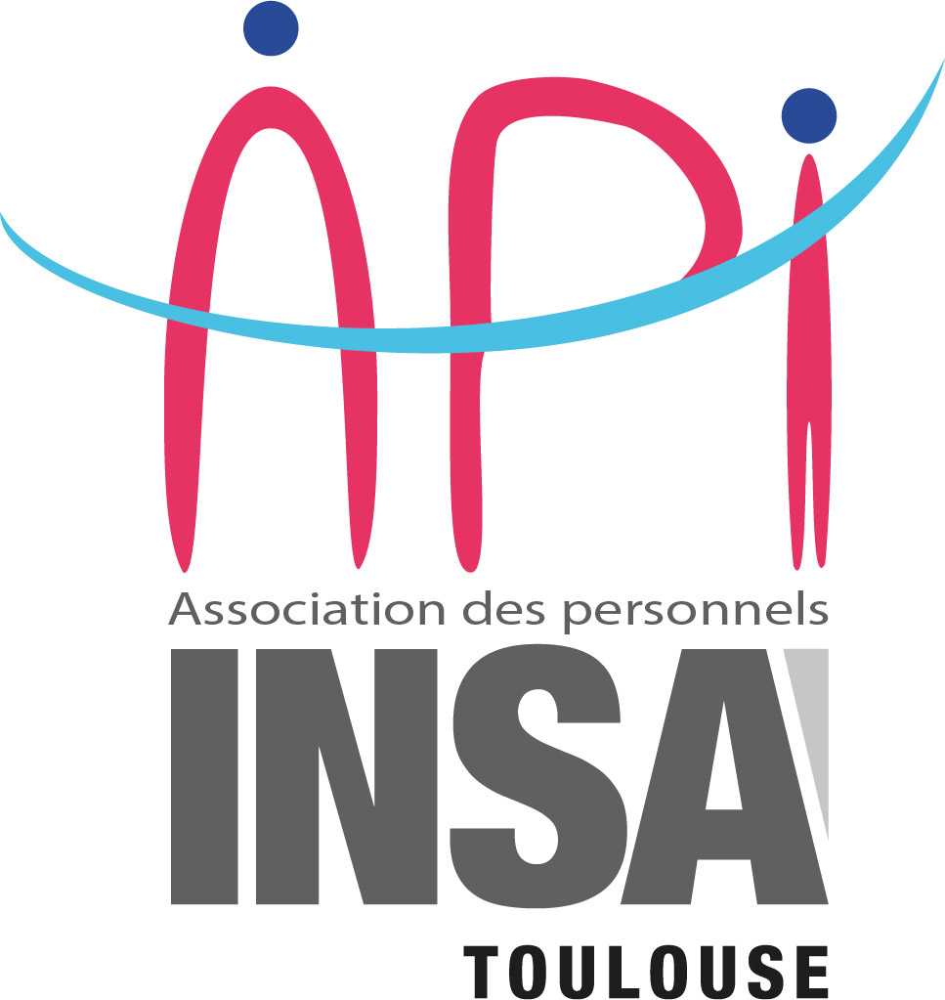 APi
Association des personnels
INSA
TOULOUSE